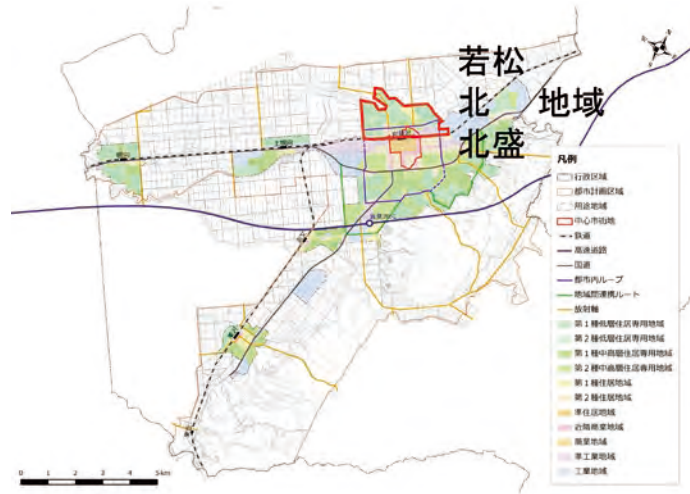 若松
北 地域
北盛
凡例
行政区域
都市計画区域
用途地域
中心市街地
鉄道
高速道路
国道
都市内ループ
地域間連携ルート
放射軸
第1種低層住居専用地域
第2種低層住居専用地域
第1種中高層住居専用地域
第2種中高層住居専用地域
第1種住居地域
第2種住居地域
準住居地域
近隣商業地域
商業地域
準工業地域
工業地域
0 1 2 3 4 5km